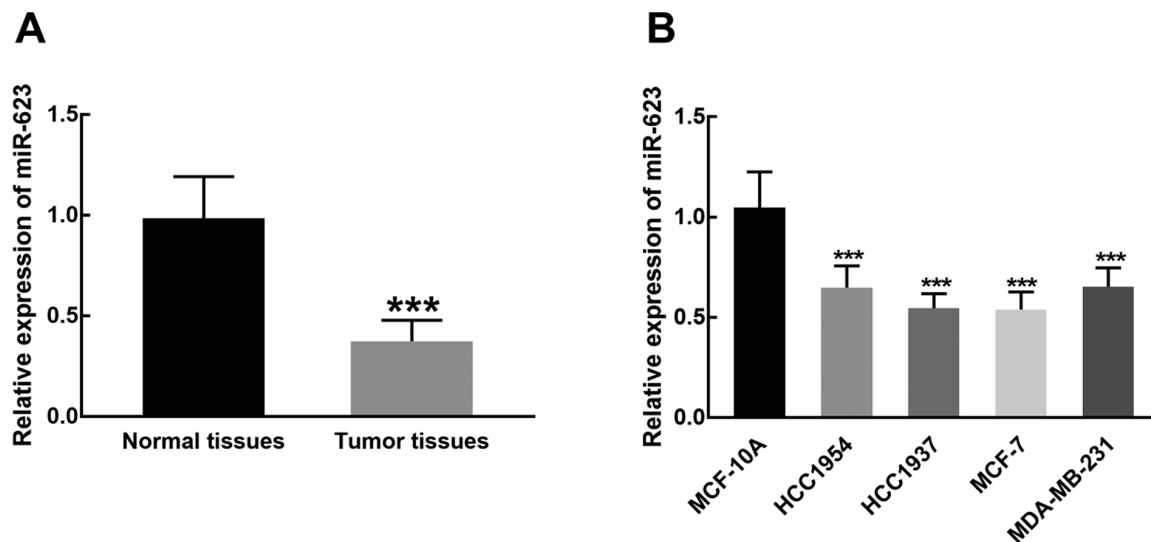 A
Relative expression of miR-623
1.5
1.0
0.5
0.0
***
Normal tissues
Tumor tissues
B
Relative expression of miR-623
1.5
1.0
0.5
0.0
***
***
***
***
MCF-10A
HCC1954
HCC1937
MCF-7
MDA-MB-231